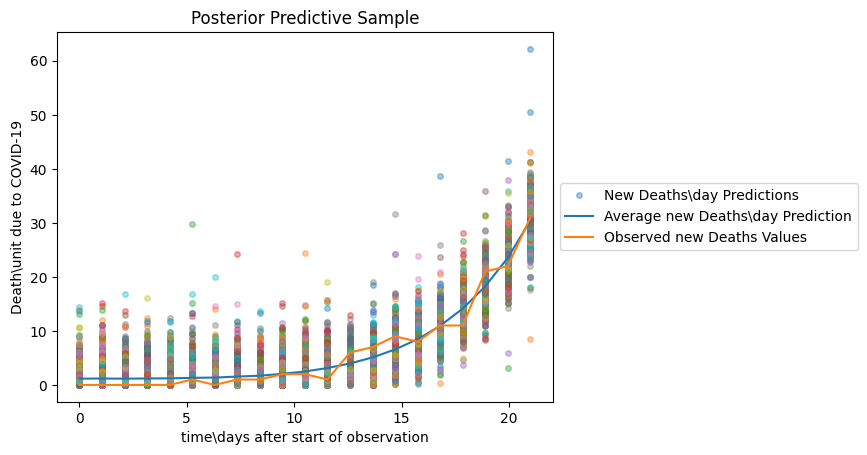 Posterior Predictive Sample
Death\unit due to COVID-19
60
50
40
30
20
10
0
0 5 10 15 20
time\days after start of observation
New Deaths\day Predictions
Average new Deaths\day Prediction
Observed new Deaths Values